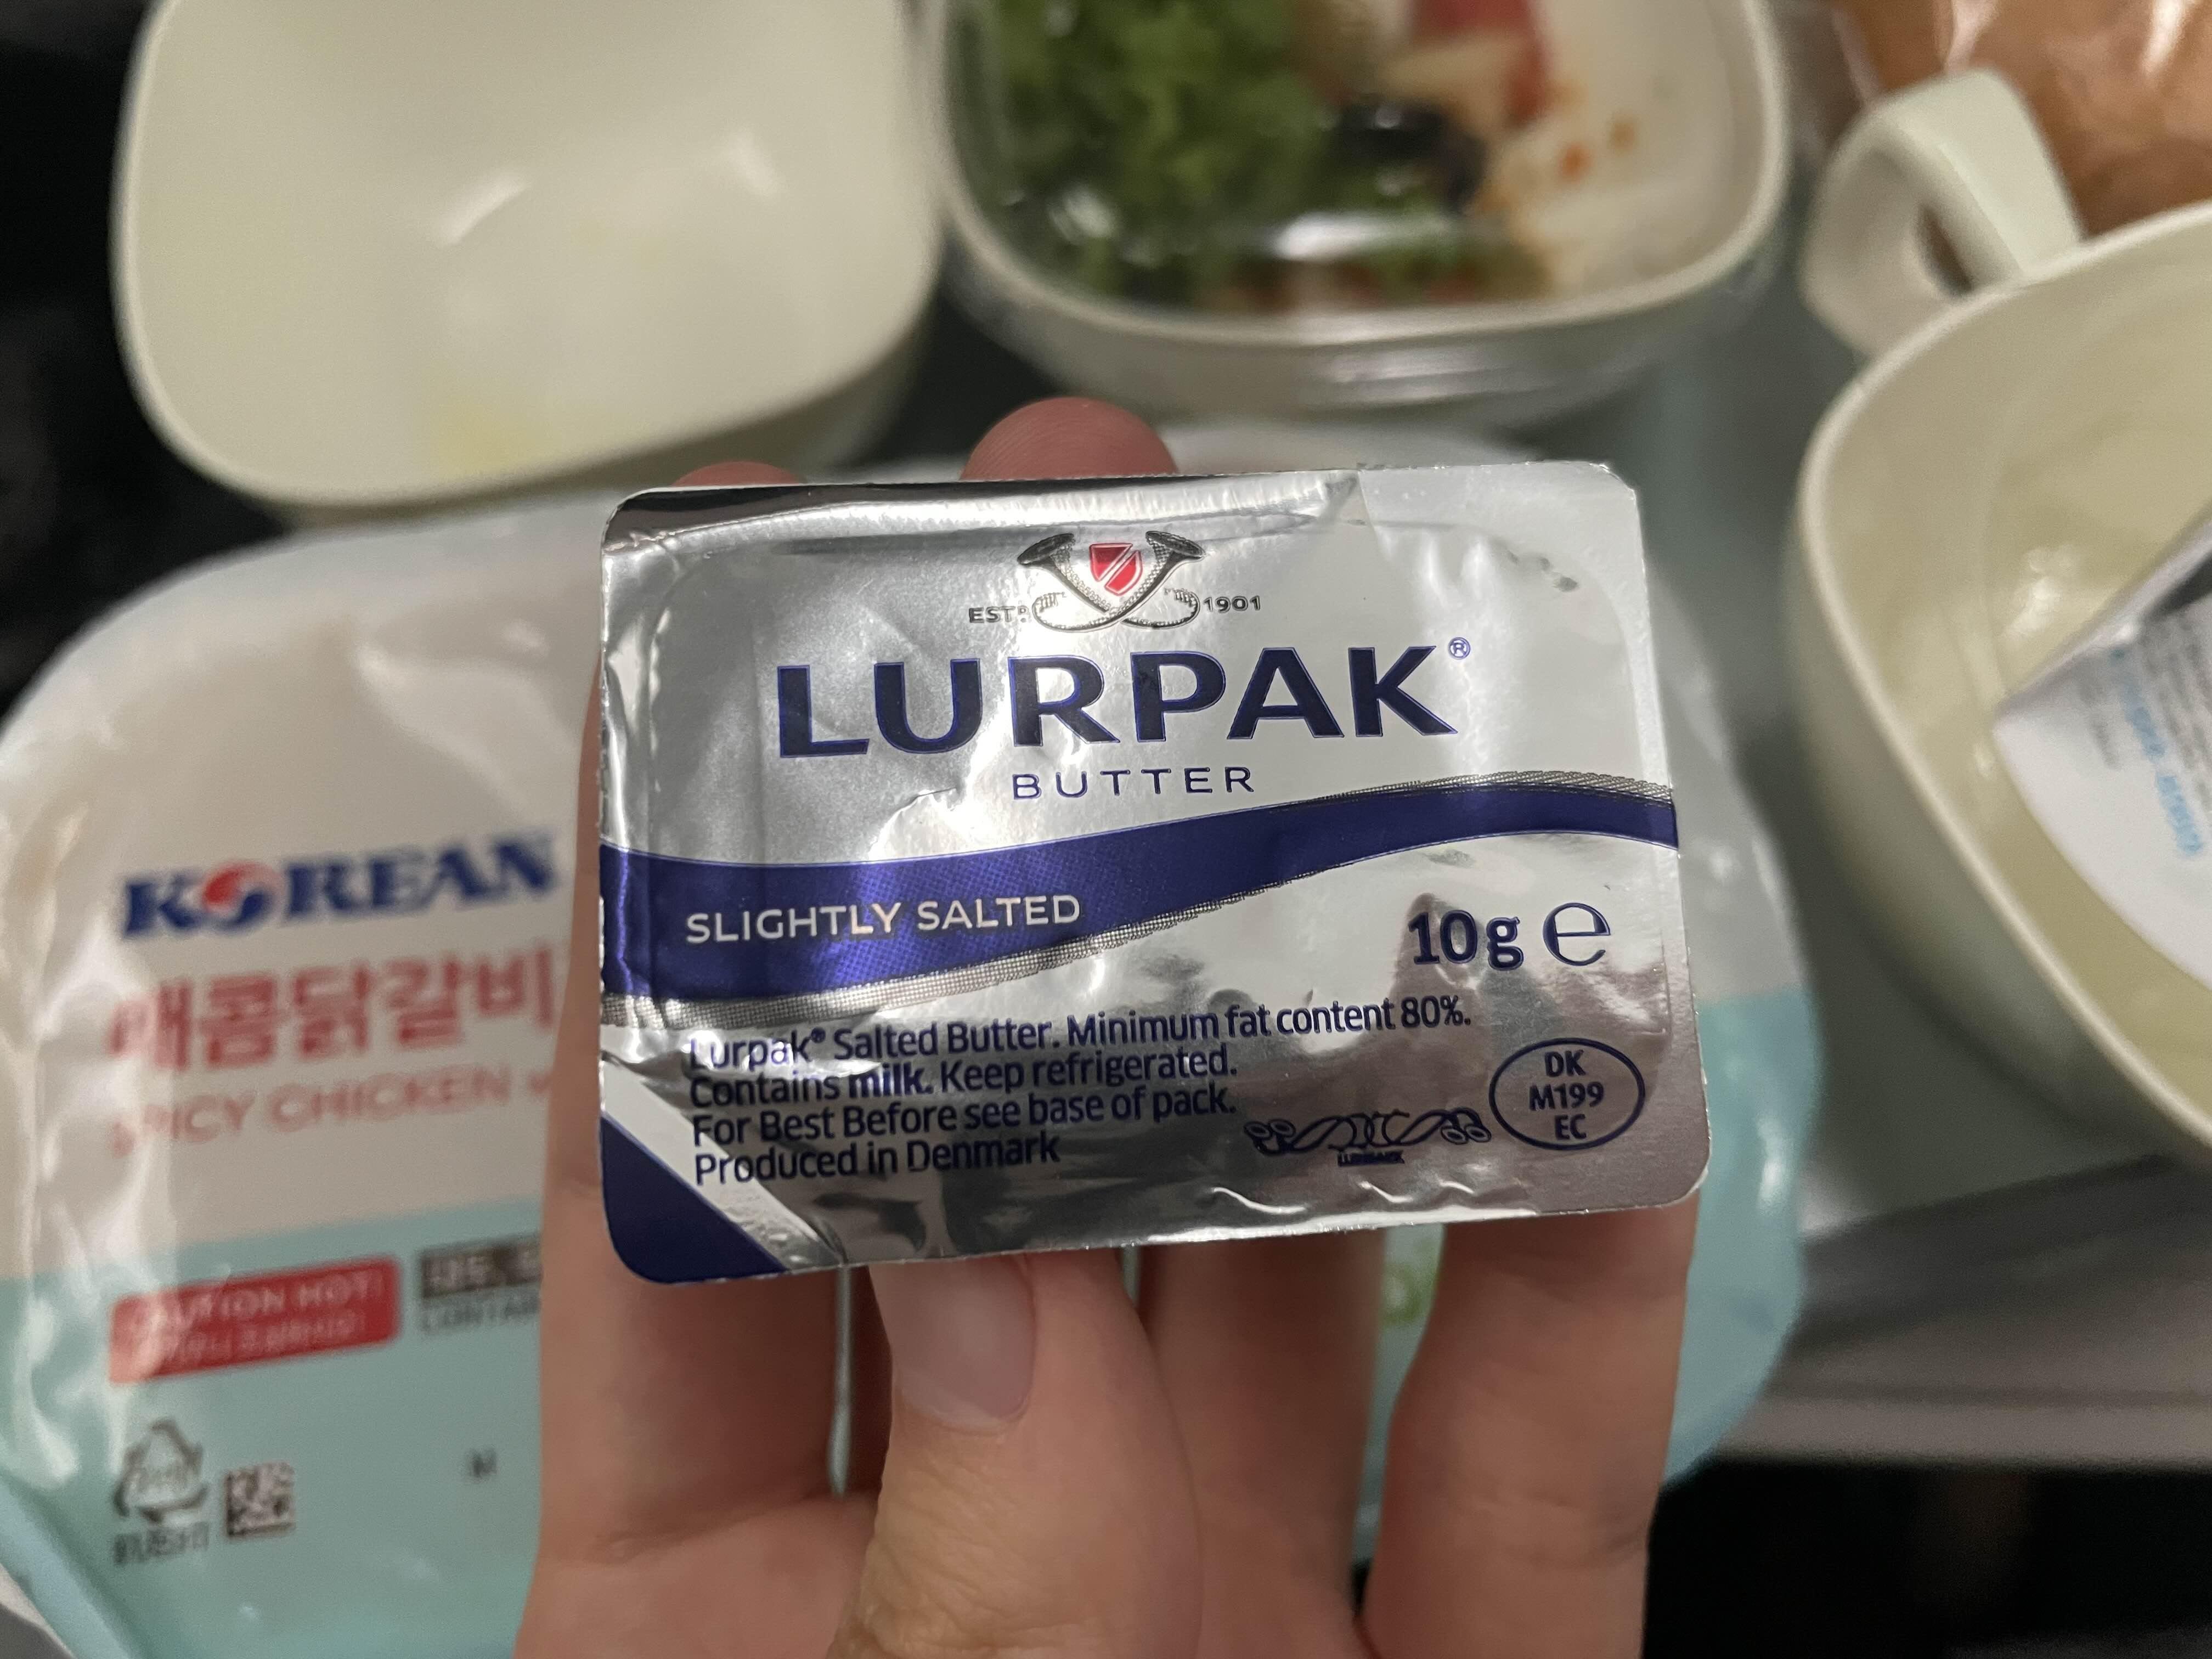 EST.D 1901
LURPAK®
BUTTER
SLIGHTLY SALTED
10g ℮
Lurpak® Salted Butter. Minimum fat content 80%.
Contains milk. Keep refrigerated.
For Best Before see base of pack.
Produced in Denmark
LURPAK
DK
M199
EC
KOREAN
매콤닭갈비
SPICY CHICKEN
CAUTION HOT!
M